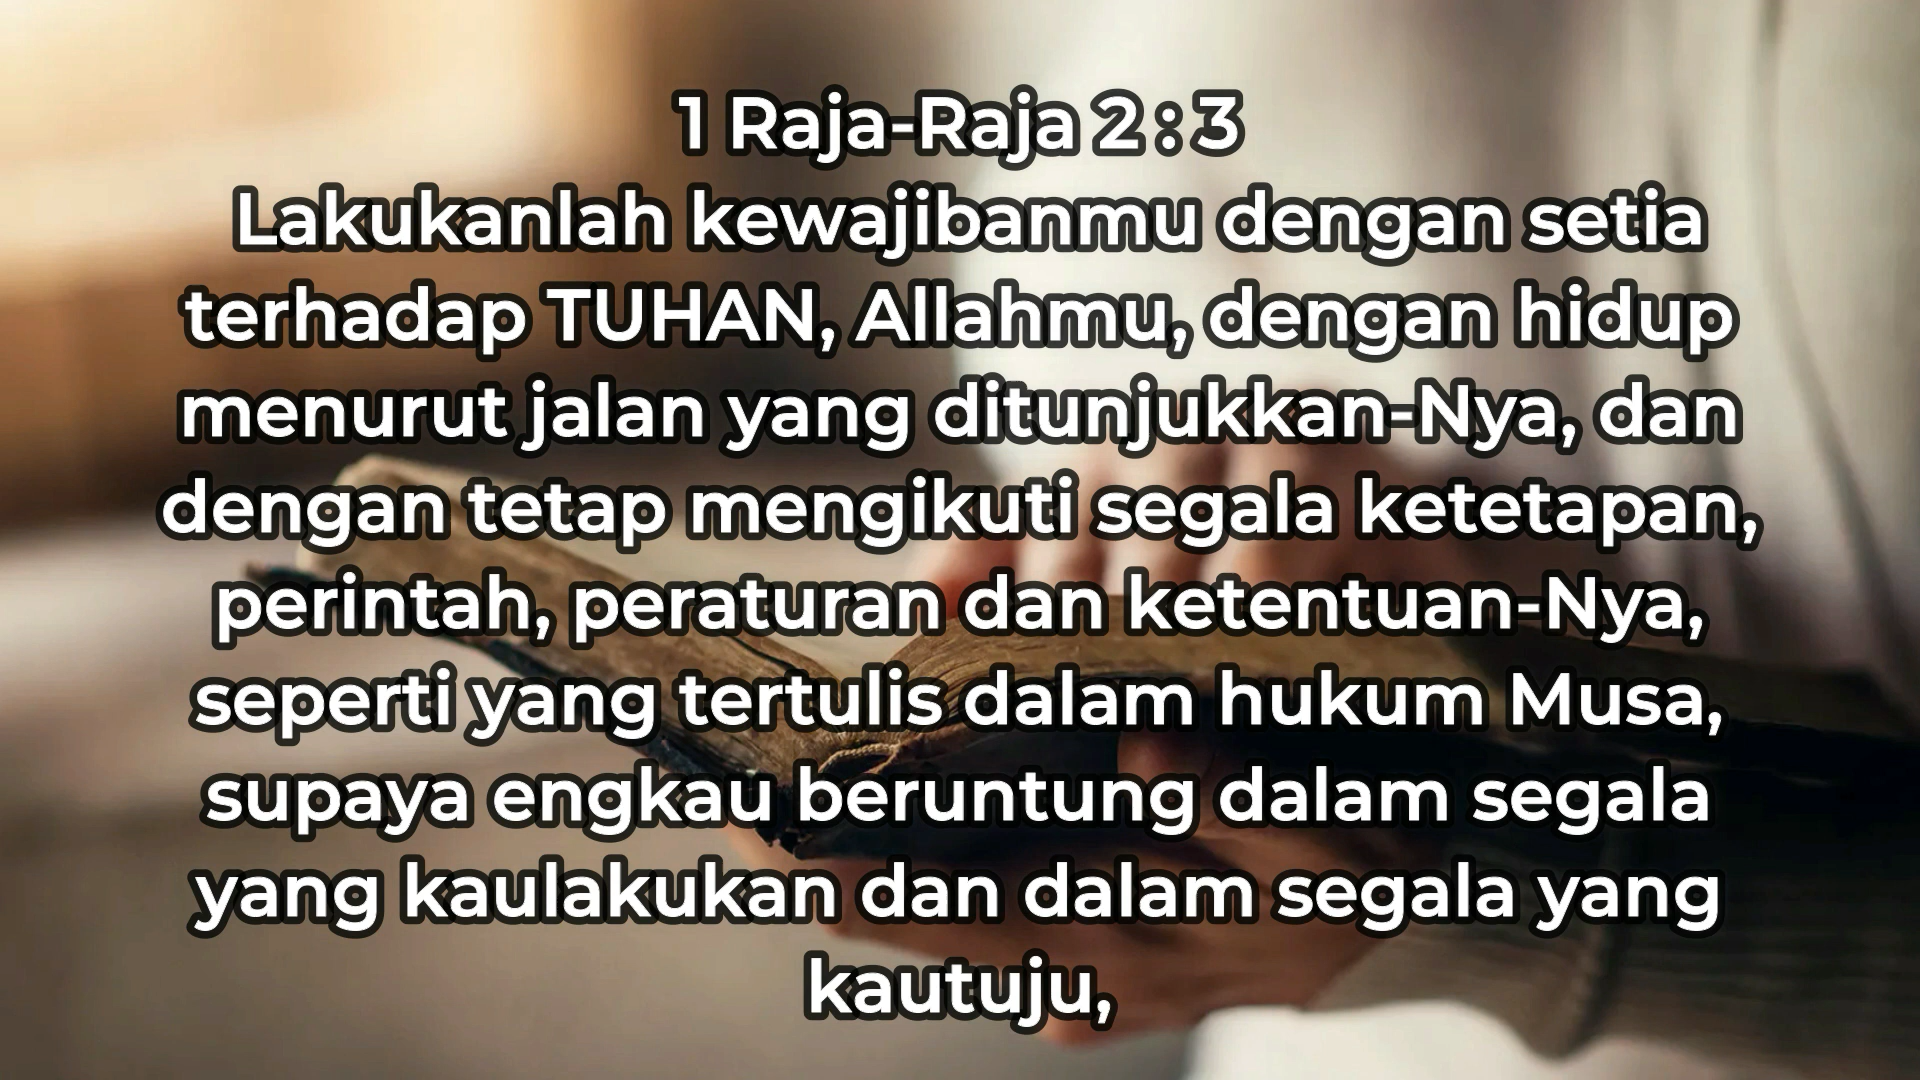 1 Raja-Raja 2 : 3
Lakukanlah kewajibanmu dengan setia
terhadap TUHAN, Allahmu, dengan hidup
menurut jalan yang ditunjukkan-Nya, dan
dengan tetap mengikuti segala ketetapan,
perintah, peraturan dan ketentuan-Nya,
seperti yang tertulis dalam hukum Musa,
supaya engkau beruntung dalam segala
yang kaulakukan dan dalam segala yang
kautuju,